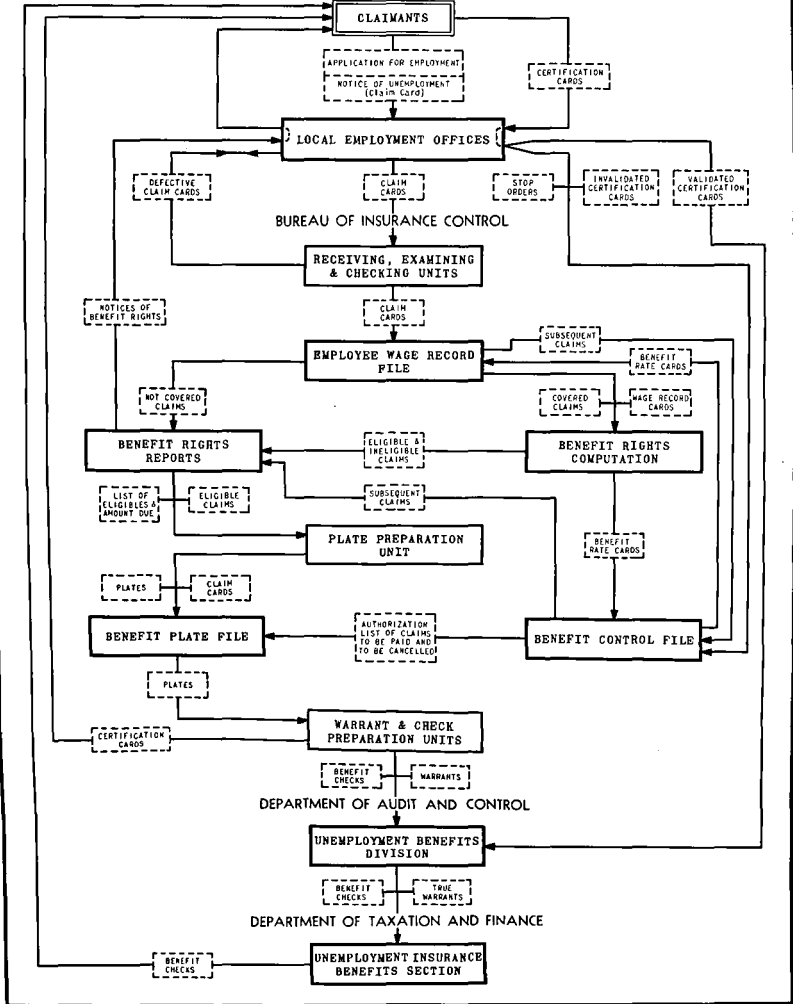 CLAIMANTS
APPLICATION FOR EMPLOYMENT
NOTICE OF UNEMPLOYMENT
(Claim Card)
CERTIFICATION
CARDS
LOCAL EMPLOYMENT OFFICES
DEFECTIVE
CLAIM CARDS
CLAIM
CARDS
STOP
ORDERS
INVALIDATED
CERTIFICATION
CARDS
VALIDATED
CERTIFICATION
CARDS
BUREAU OF INSURANCE CONTROL
RECEIVING, EXAMINING
& CHECKING UNITS
NOTICES OF
BENEFIT RIGHTS
CLAIM
CARDS
EMPLOYEE WAGE RECORD
FILE
SUBSEQUENT
CLAIMS
BENEFIT
RATE CARDS
NOT COVERED
CLAIMS
COVERED
CLAIMS
WAGE RECORD
CARDS
BENEFIT RIGHTS
REPORTS
ELIGIBLE &
INELIGIBLE
CLAIMS
BENEFIT RIGHTS
COMPUTATION
LIST OF
ELIGIBLES &
AMOUNT DUE
ELIGIBLE
CLAIMS
SUBSEQUENT
CLAIMS
PLATE PREPARATION
UNIT
BENEFIT
RATE CARDS
PLATES
CLAIM
CARDS
BENEFIT PLATE FILE
AUTHORIZATION
LIST OF CLAIMS
TO BE PAID AND
TO BE CANCELLED
BENEFIT CONTROL FILE
PLATES
CERTIFICATION
CARDS
WARRANT & CHECK
PREPARATION UNITS
BENEFIT
CHECKS
WARRANTS
DEPARTMENT OF AUDIT AND CONTROL
UNEMPLOYMENT BENEFITS
DIVISION
BENEFIT
CHECKS
TRUE
WARRANTS
DEPARTMENT OF TAXATION AND FINANCE
BENEFIT
CHECKS
UNEMPLOYMENT INSURANCE
BENEFITS SECTION